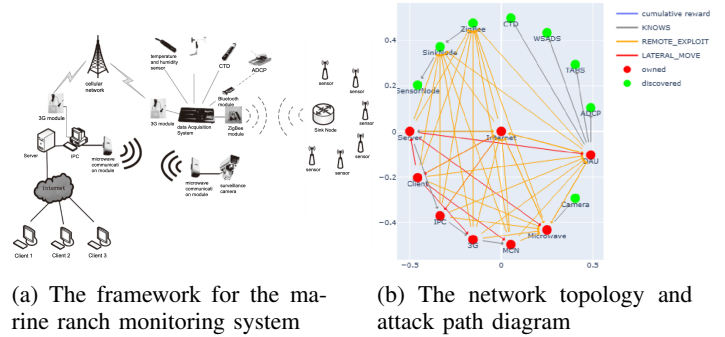 temperature
and humidity
sensor
CTD
ADCP
cellular
network
Bluetooth
module
3G module
3G module
data Acquisition
System
ZigBee
module
sensor
sensor
sensor
sensor
Sink Node
sensor
sensor
sensor
Server
IPC
microwave
communicati
on module
microwave
communicati
on module
surveillance
camera
Internet
Client 1
Client 2
Client 3
(a) The framework for the ma-
rine ranch monitoring system
0.4
0.2
0
−0.2
−0.4
−0.5
0
0.5
ZigBee
CTD
WSADS
SinkNode
TAHS
SensorNode
ADCP
Server
Internet
DAU
Client
Camera
IPC
3G
MCN
Microwave
cumulative reward
KNOWS
REMOTE_EXPLOIT
LATERAL_MOVE
owned
discovered
(b) The network topology and
attack path diagram